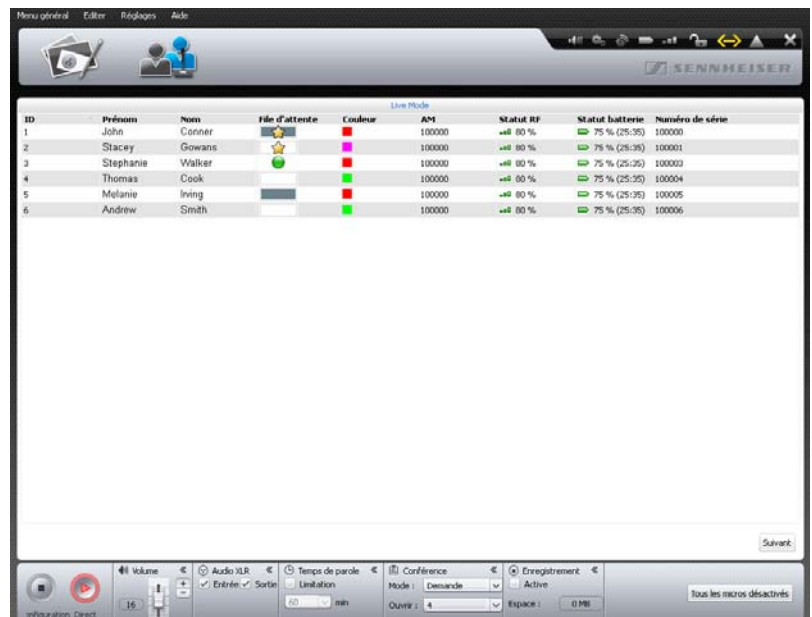 Menu général Editer Réglages Aide
SENNHEISER
Live Mode
ID Prénom Nom File d'attente Couleur AM Statut RF Statut batterie Numéro de série
1 John Conner 100000 80 % 75 % (25:35) 100000
2 Stacey Gowans 100000 80 % 75 % (25:35) 100001
3 Stephanie Walker 100000 80 % 75 % (25:35) 100003
4 Thomas Cook 100000 80 % 75 % (25:35) 100004
5 Melanie Irving 100000 80 % 75 % (25:35) 100005
6 Andrew Smith 100000 80 % 75 % (25:35) 100006
Suivant
Volume Audio XLR Temps de parole Conférence Enregistrement
Entrée Sortie Limitation Mode : Demande Active
16 60 min Ouvrir : 4 Espace : 0 MB
Tous les micros désactivés
onfiguration Direct